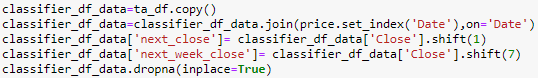 classifier_df_data=ta_df.copy()
classifier_df_data=classifier_df_data.join(price.set_index('Date'),on='Date')
classifier_df_data['next_close']= classifier_df_data['Close'].shift(1)
classifier_df_data['next_week_close']= classifier_df_data['Close'].shift(7)
classifier_df_data.dropna(inplace=True)